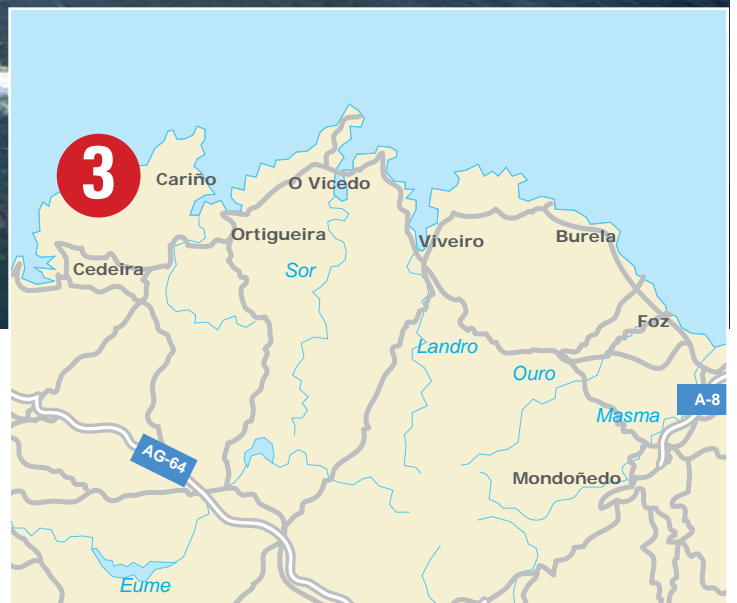 3
Cariño
O Vicedo
Ortigueira
Viveiro
Burela
Cedeira
Sor
Foz
Landro
Ouro
A-8
Masma
AG-64
Mondoñedo
Eume